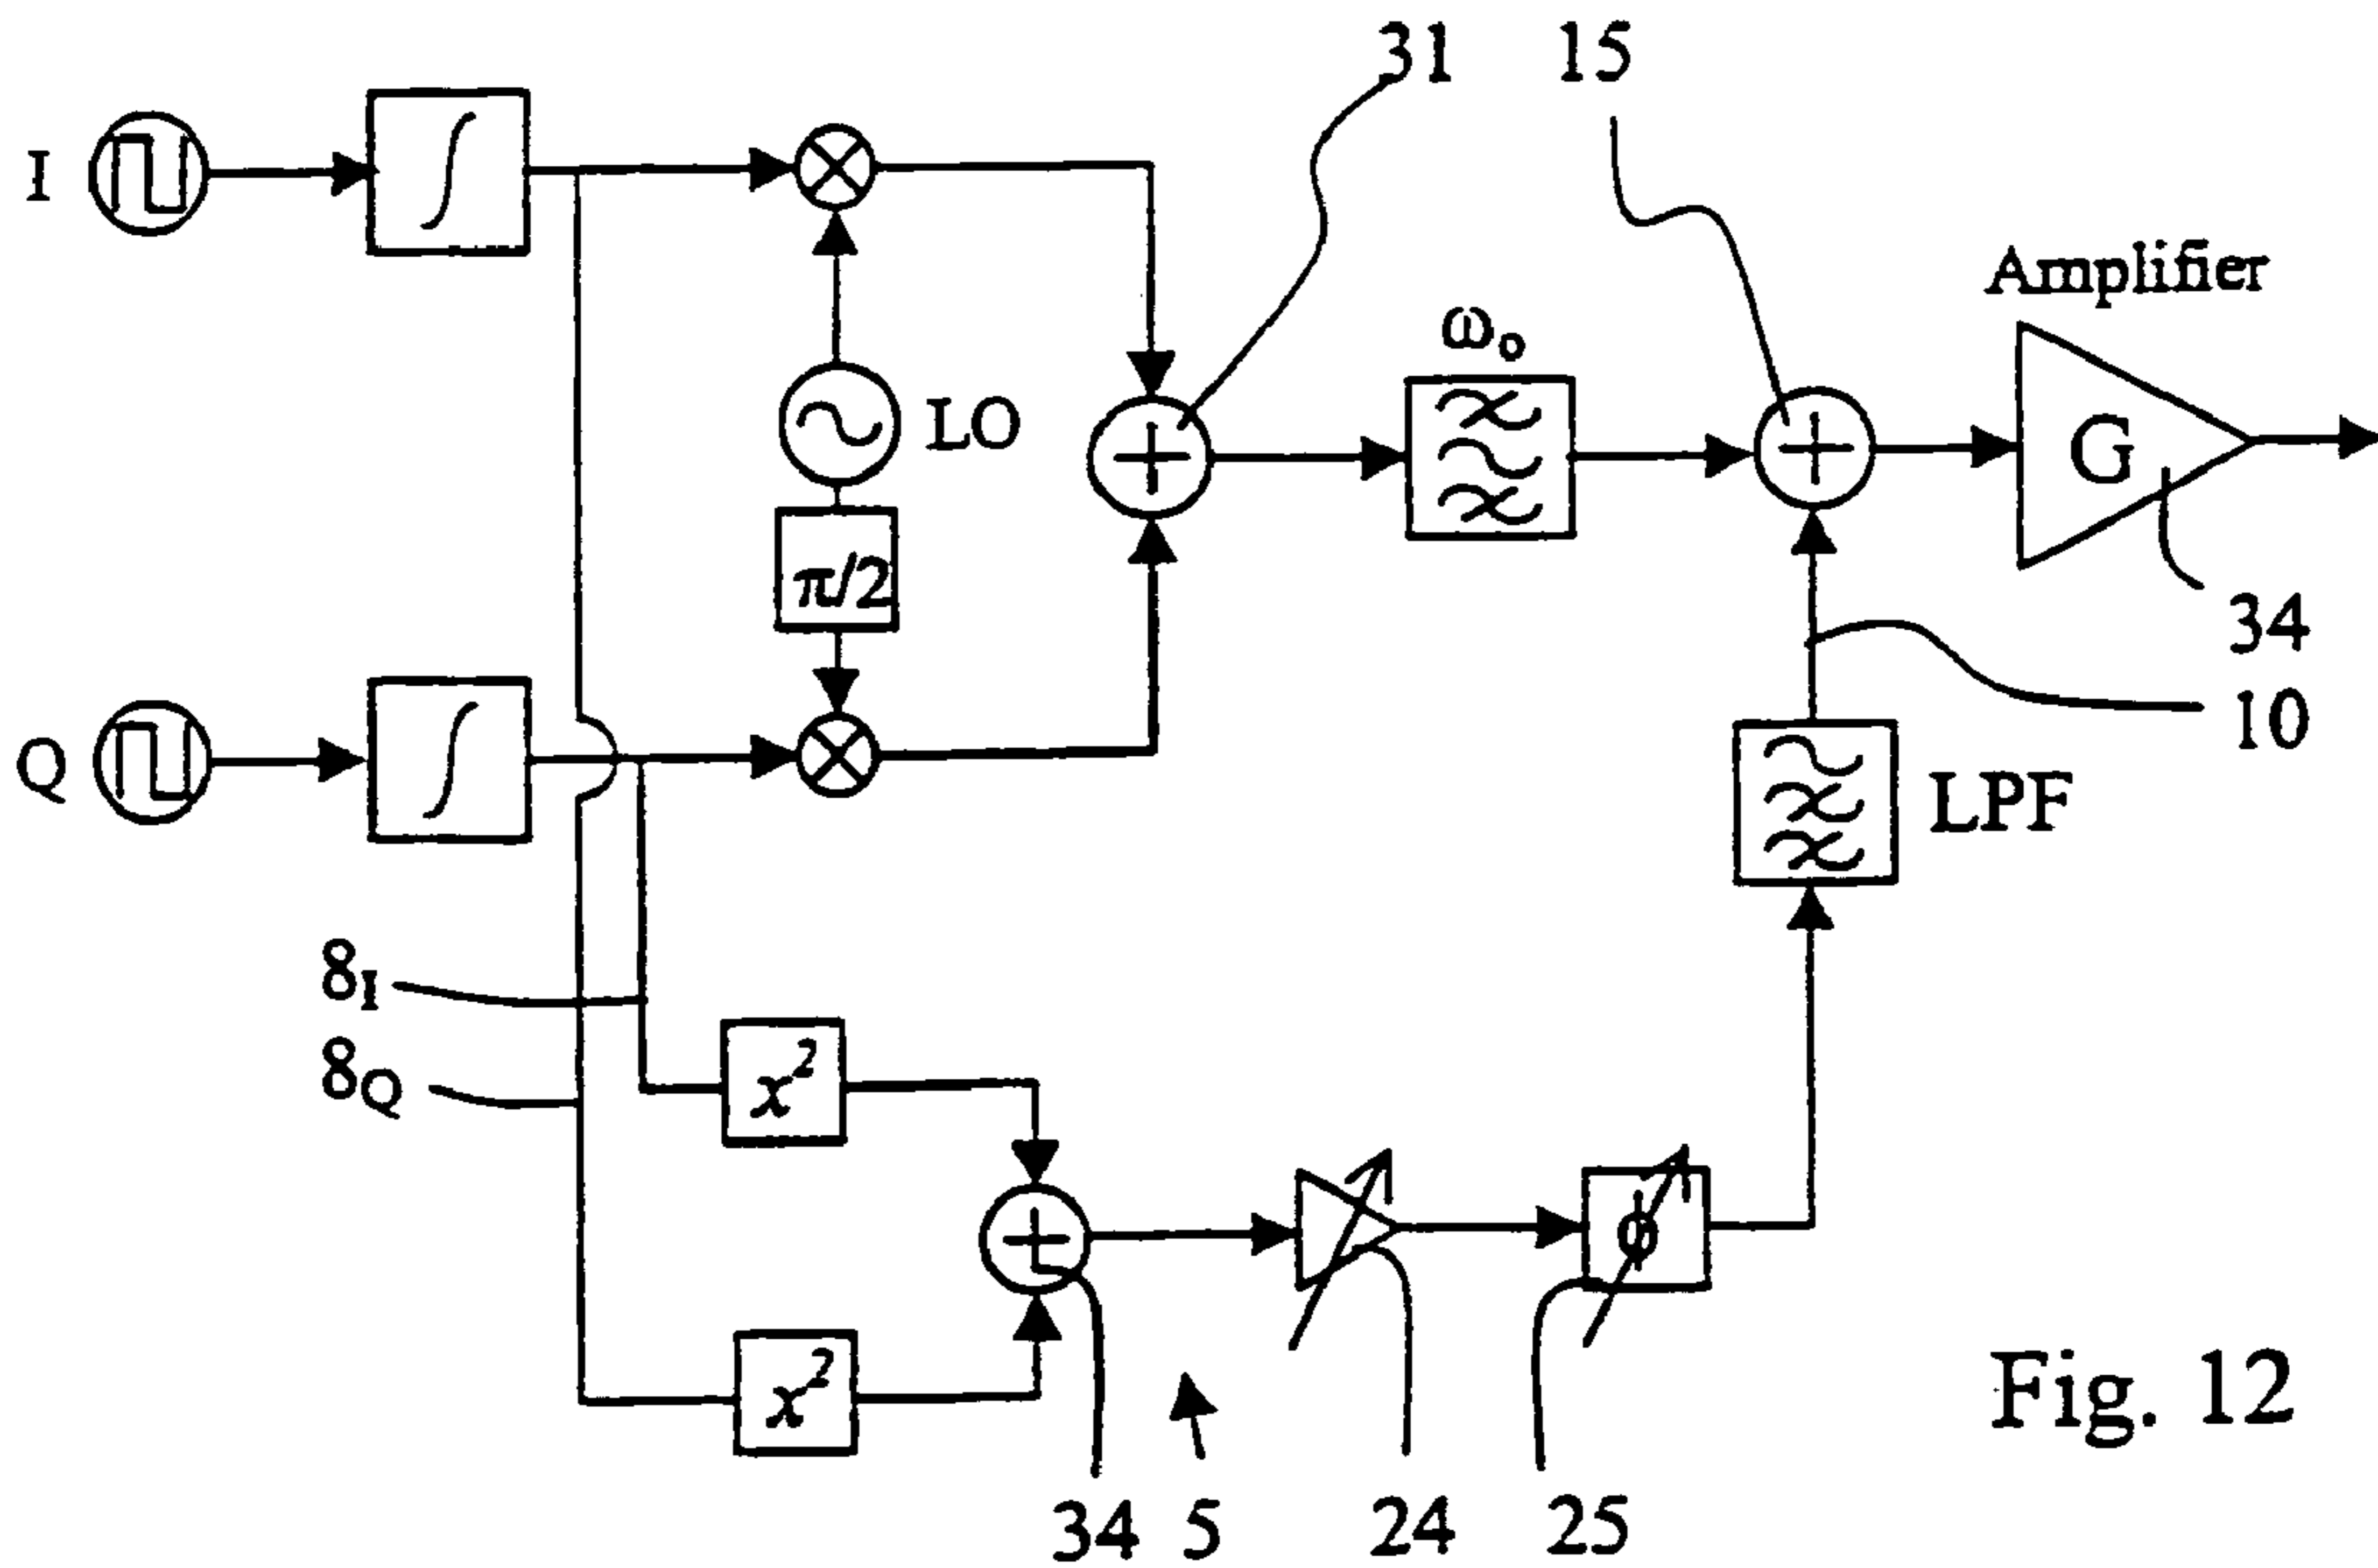 31 15
I
Amplifier
ω₀
LO
G
π/2
34
10
Q
LPF
8I
x²
8Q
ϕ
x²
Fig. 12
34 5 24 25